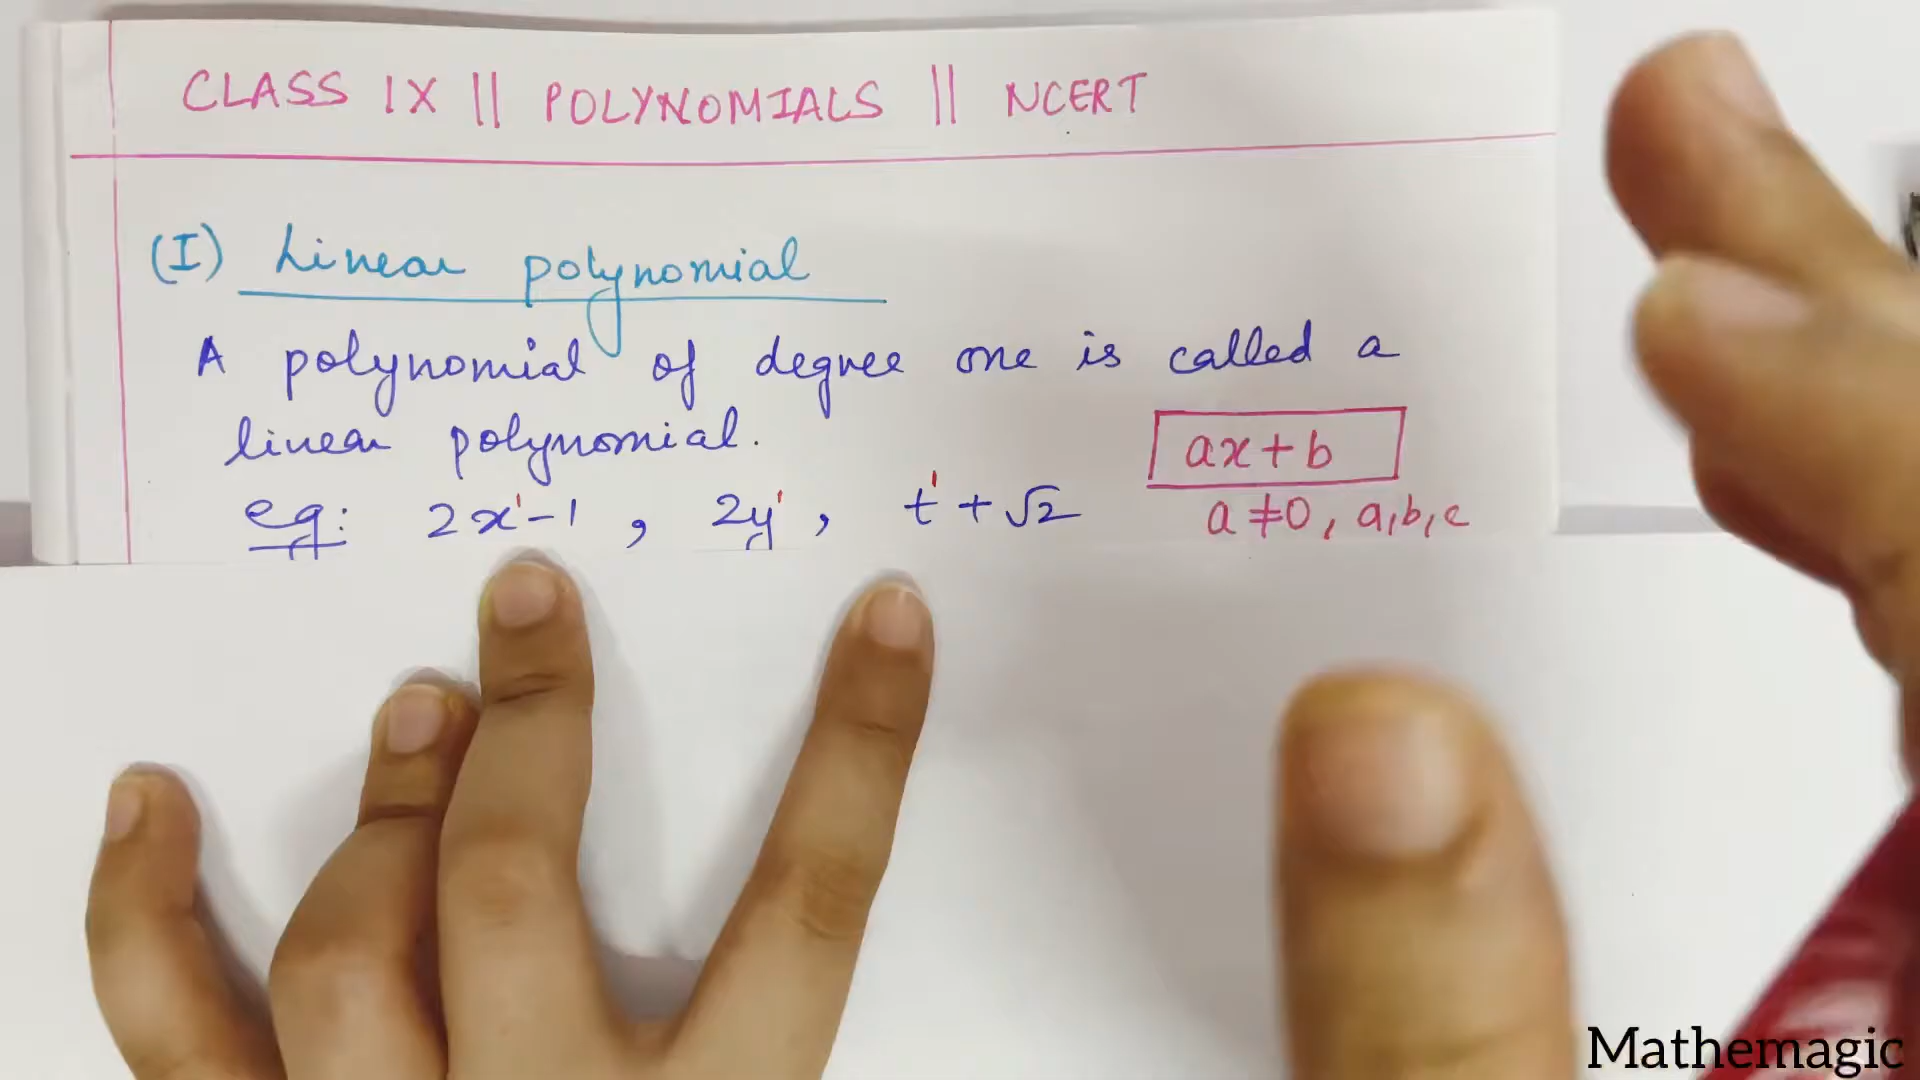 CLASS IX || POLYNOMIALS || NCERT
(I) Linear polynomial
A polynomial of degree one is called a
linear polynomial.
ax + b
eg: 2x¹-1 , 2y¹ , t¹ + √2
a ≠ 0, a,b,c
Mathemagic